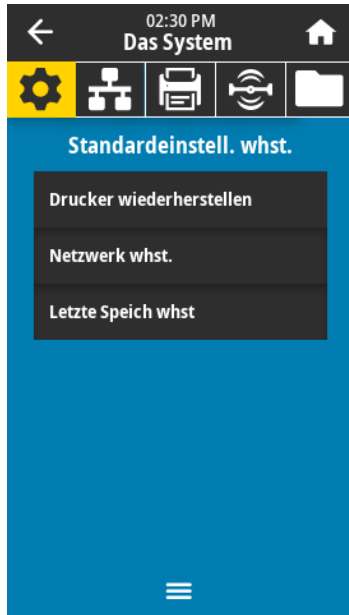 02:30 PM
Das System
Standardeinstell. whst.
Drucker wiederherstellen
Netzwerk whst.
Letzte Speich whst